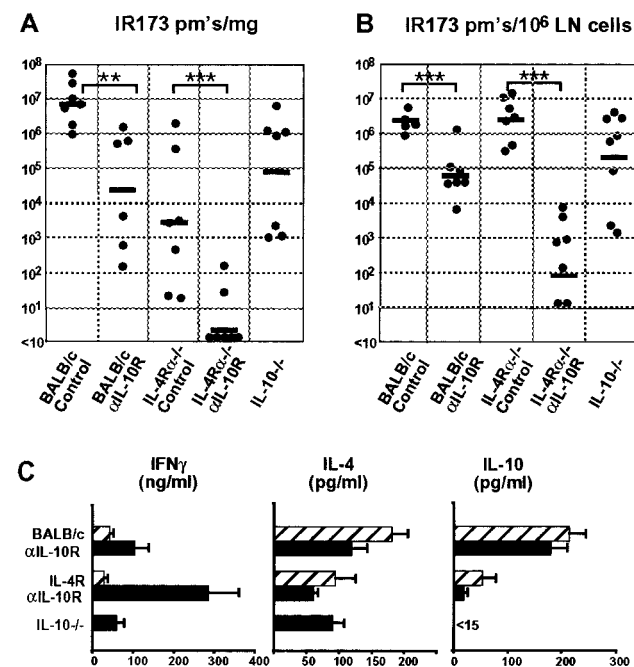 A
IR173 pm's/mg
10⁸
10⁷
10⁶
10⁵
10⁴
10³
10²
10¹
<10
**
***
BALB/c Control
BALB/c αIL-10R
IL-4Rα-/- Control
IL-4Rα-/- αIL-10R
IL-10-/-
B
IR173 pm's/10⁶ LN cells
10⁸
10⁷
10⁶
10⁵
10⁴
10³
10²
10¹
<10
***
***
BALB/c Control
BALB/c αIL-10R
IL-4Rα-/- Control
IL-4Rα-/- αIL-10R
IL-10-/-
C
IFNγ (ng/ml)
IL-4 (pg/ml)
IL-10 (pg/ml)
BALB/c
αIL-10R
IL-4R
αIL-10R
IL-10-/-
<15
0 100 200 300 400
0 50 100 150 200
0 100 200 300